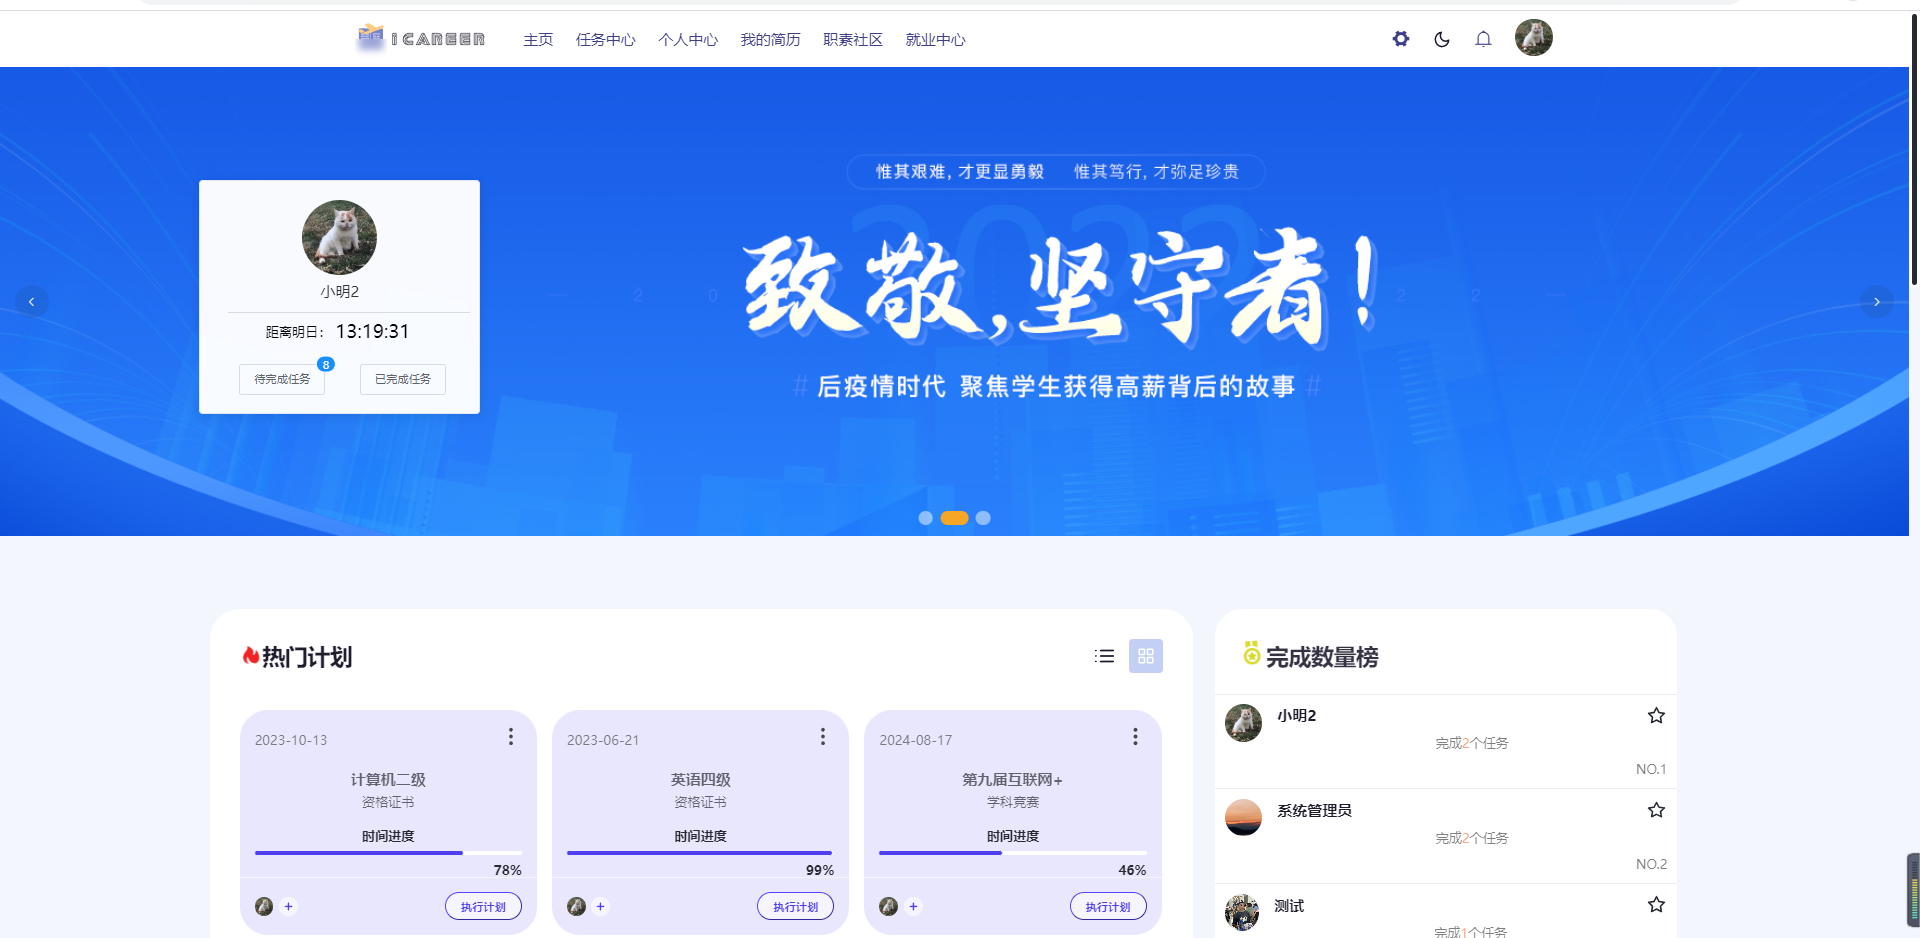 I CAREER 主页 任务中心 个人中心 我的简历 职素社区 就业中心
惟其艰难, 才更显勇毅 惟其笃行, 才弥足珍贵
2022
致敬,坚守者!
— 2 0 2 2 —
# 后疫情时代 聚焦学生获得高薪背后的故事 #
小明2
距离明日: 13:19:31
8
待完成任务 已完成任务
热门计划
2023-10-13
计算机二级
资格证书
时间进度
78%
+ 执行计划
2023-06-21
英语四级
资格证书
时间进度
99%
+ 执行计划
2024-08-17
第九届互联网+
学科竞赛
时间进度
46%
+ 执行计划
完成数量榜
小明2
完成2个任务
NO.1
系统管理员
完成2个任务
NO.2
测试
完成1个任务